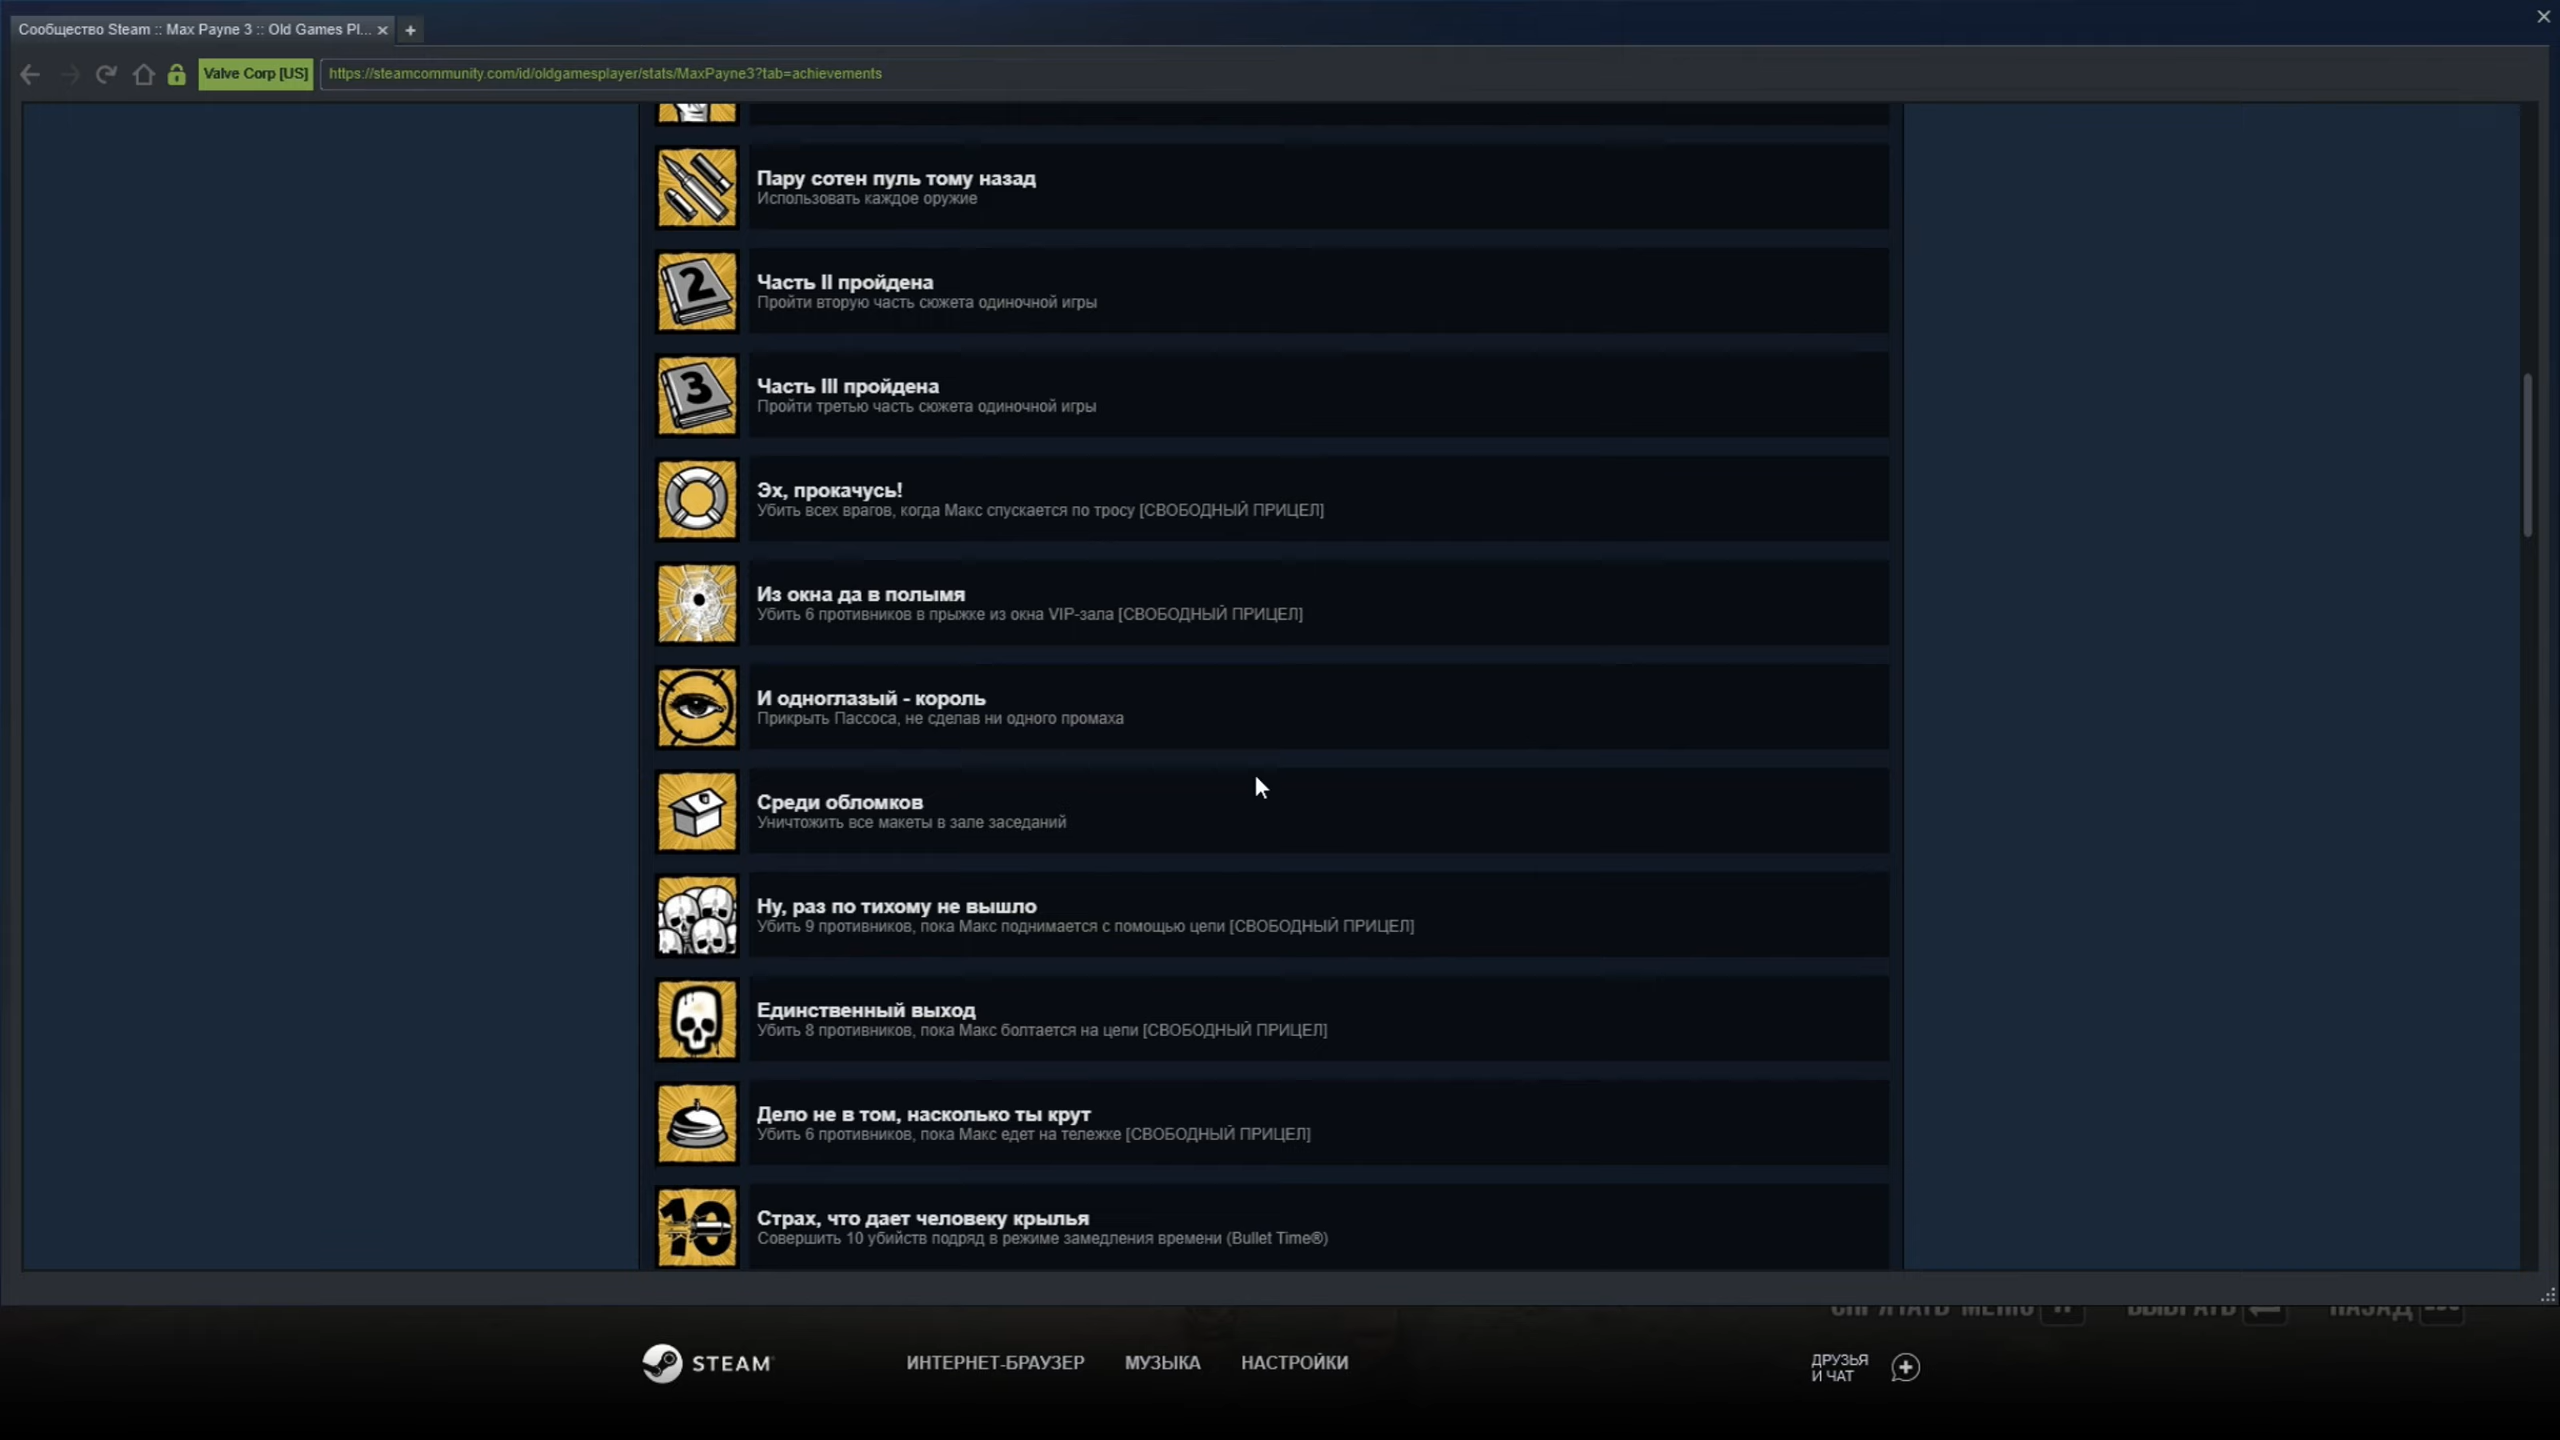 Сообщество Steam :: Max Payne 3 :: Old Games Pl...
Valve Corp [US]
https://steamcommunity.com/id/oldgamesplayer/stats/MaxPayne3?tab=achievements
Пару сотен пуль тому назад
Использовать каждое оружие
2
Часть II пройдена
Пройти вторую часть сюжета одиночной игры
3
Часть III пройдена
Пройти третью часть сюжета одиночной игры
Эх, прокачусь!
Убить всех врагов, когда Макс спускается по тросу [СВОБОДНЫЙ ПРИЦЕЛ]
Из окна да в полымя
Убить 6 противников в прыжке из окна VIP-зала [СВОБОДНЫЙ ПРИЦЕЛ]
И одноглазый - король
Прикрыть Пассоса, не сделав ни одного промаха
Среди обломков
Уничтожить все макеты в зале заседаний
Ну, раз по тихому не вышло
Убить 9 противников, пока Макс поднимается с помощью цепи [СВОБОДНЫЙ ПРИЦЕЛ]
Единственный выход
Убить 8 противников, пока Макс болтается на цепи [СВОБОДНЫЙ ПРИЦЕЛ]
Дело не в том, насколько ты крут
Убить 6 противников, пока Макс едет на тележке [СВОБОДНЫЙ ПРИЦЕЛ]
10
Страх, что дает человеку крылья
Совершить 10 убийств подряд в режиме замедления времени (Bullet Time®)
СПРЯТАТЬ МЕНЮ ВЫБРАТЬ НАЗАД
STEAM
ИНТЕРНЕТ-БРАУЗЕР МУЗЫКА НАСТРОЙКИ
ДРУЗЬЯ
И ЧАТ